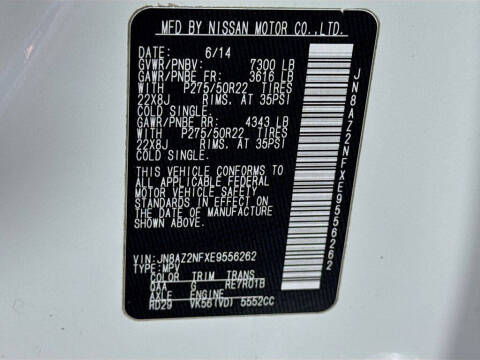 MFD BY NISSAN MOTOR CO.,LTD.
DATE: 6/14
GVWR/PNBV: 7300 LB
GAWR/PNBE FR: 3616 LB
WITH P275/50R22 TIRES
22X8J RIMS. AT 35PSI
COLD SINGLE.
GAWR/PNBE RR: 4343 LB
WITH P275/50R22 TIRES
22X8J RIMS. AT 35PSI
COLD SINGLE.
THIS VEHICLE CONFORMS TO
ALL APPLICABLE FEDERAL
MOTOR VEHICLE SAFETY
STANDARDS IN EFFECT ON
THE DATE OF MANUFACTURE
SHOWN ABOVE.
VIN:JN8AZ2NFXE9556262
TYPE:MPV
COLOR TRIM TRANS
QAA G RE7R01B
AXLE ENGINE
RD29 VK56(VD) 5552CC
JN8AZ2NFXE9556262